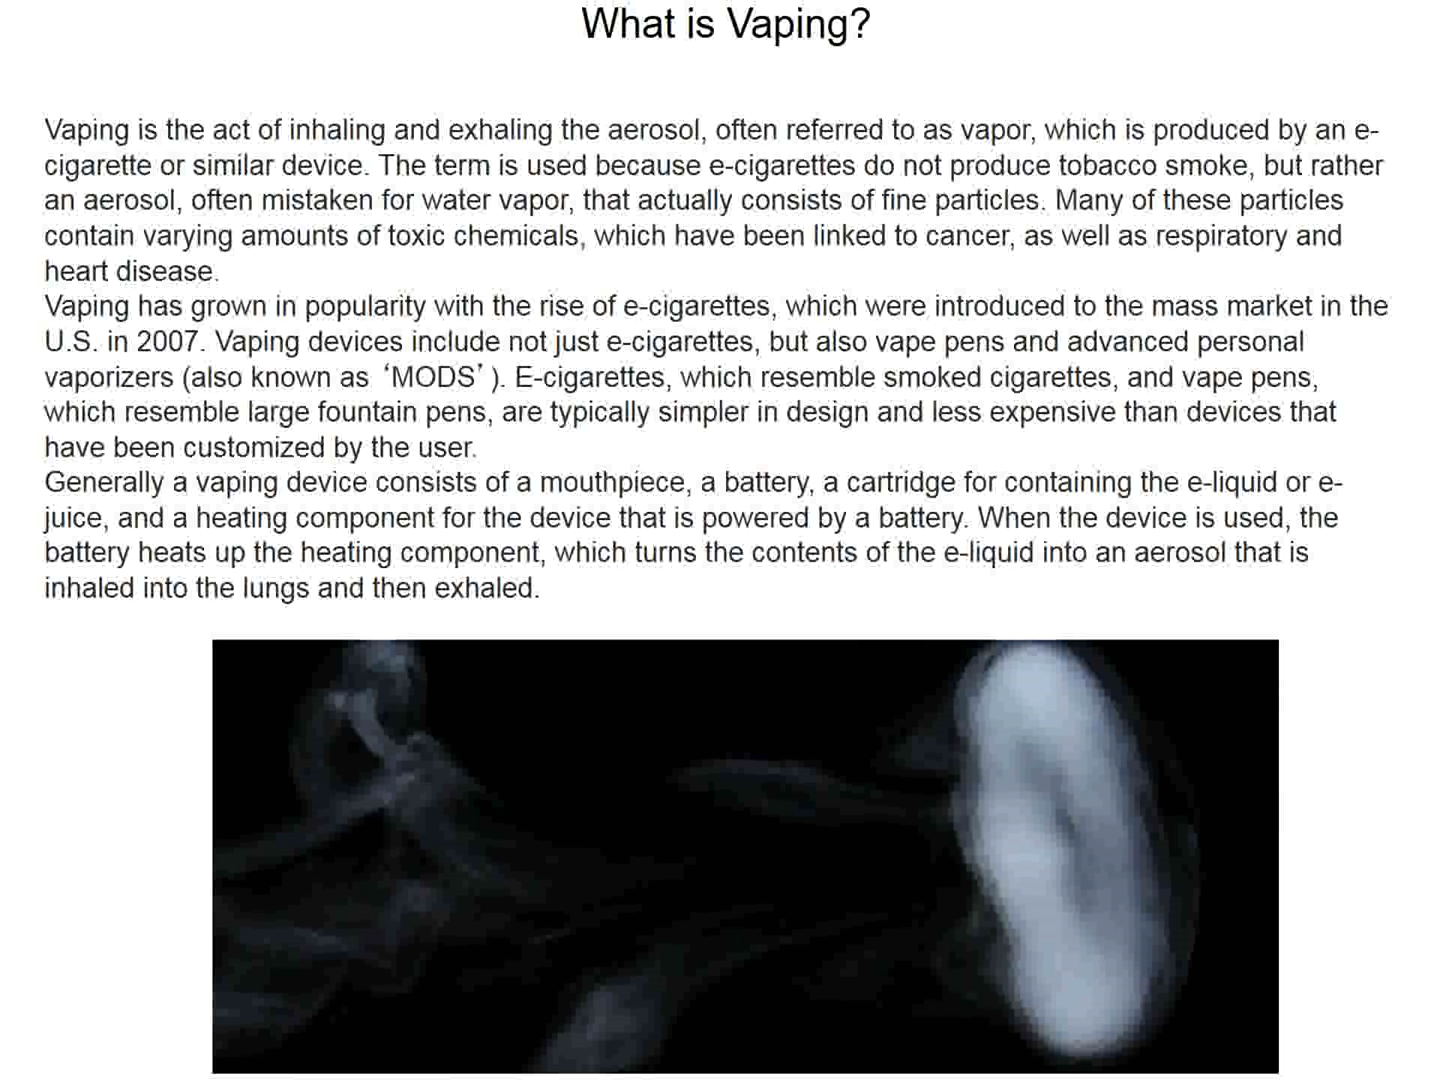 What is Vaping?
Vaping is the act of inhaling and exhaling the aerosol, often referred to as vapor, which is produced by an e-
cigarette or similar device. The term is used because e-cigarettes do not produce tobacco smoke, but rather
an aerosol, often mistaken for water vapor, that actually consists of fine particles. Many of these particles
contain varying amounts of toxic chemicals, which have been linked to cancer, as well as respiratory and
heart disease.
Vaping has grown in popularity with the rise of e-cigarettes, which were introduced to the mass market in the
U.S. in 2007. Vaping devices include not just e-cigarettes, but also vape pens and advanced personal
vaporizers (also known as ‘MODS’ ). E-cigarettes, which resemble smoked cigarettes, and vape pens,
which resemble large fountain pens, are typically simpler in design and less expensive than devices that
have been customized by the user.
Generally a vaping device consists of a mouthpiece, a battery, a cartridge for containing the e-liquid or e-
juice, and a heating component for the device that is powered by a battery. When the device is used, the
battery heats up the heating component, which turns the contents of the e-liquid into an aerosol that is
inhaled into the lungs and then exhaled.